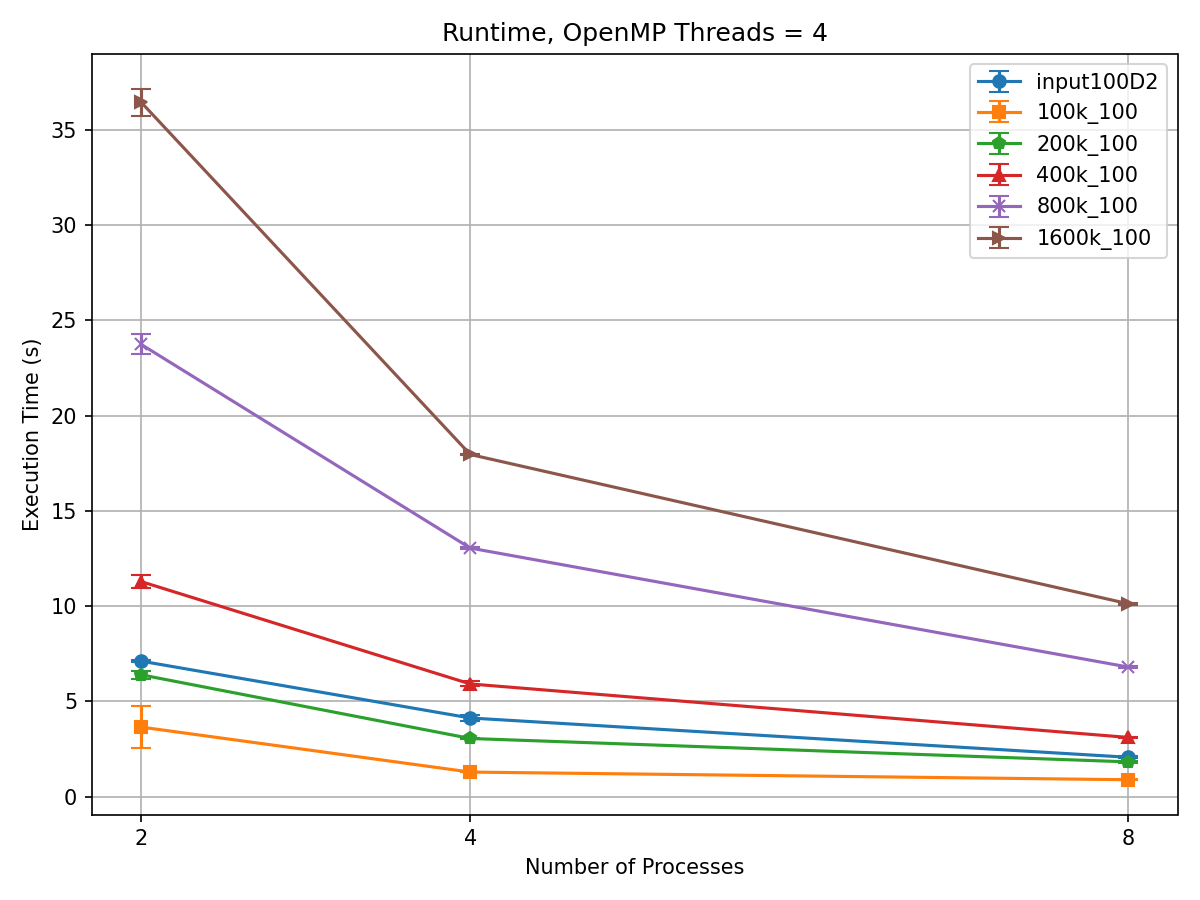 Runtime, OpenMP Threads = 4
input100D2
100k_100
200k_100
400k_100
800k_100
1600k_100
Execution Time (s)
35
30
25
20
15
10
5
0
2
4
8
Number of Processes